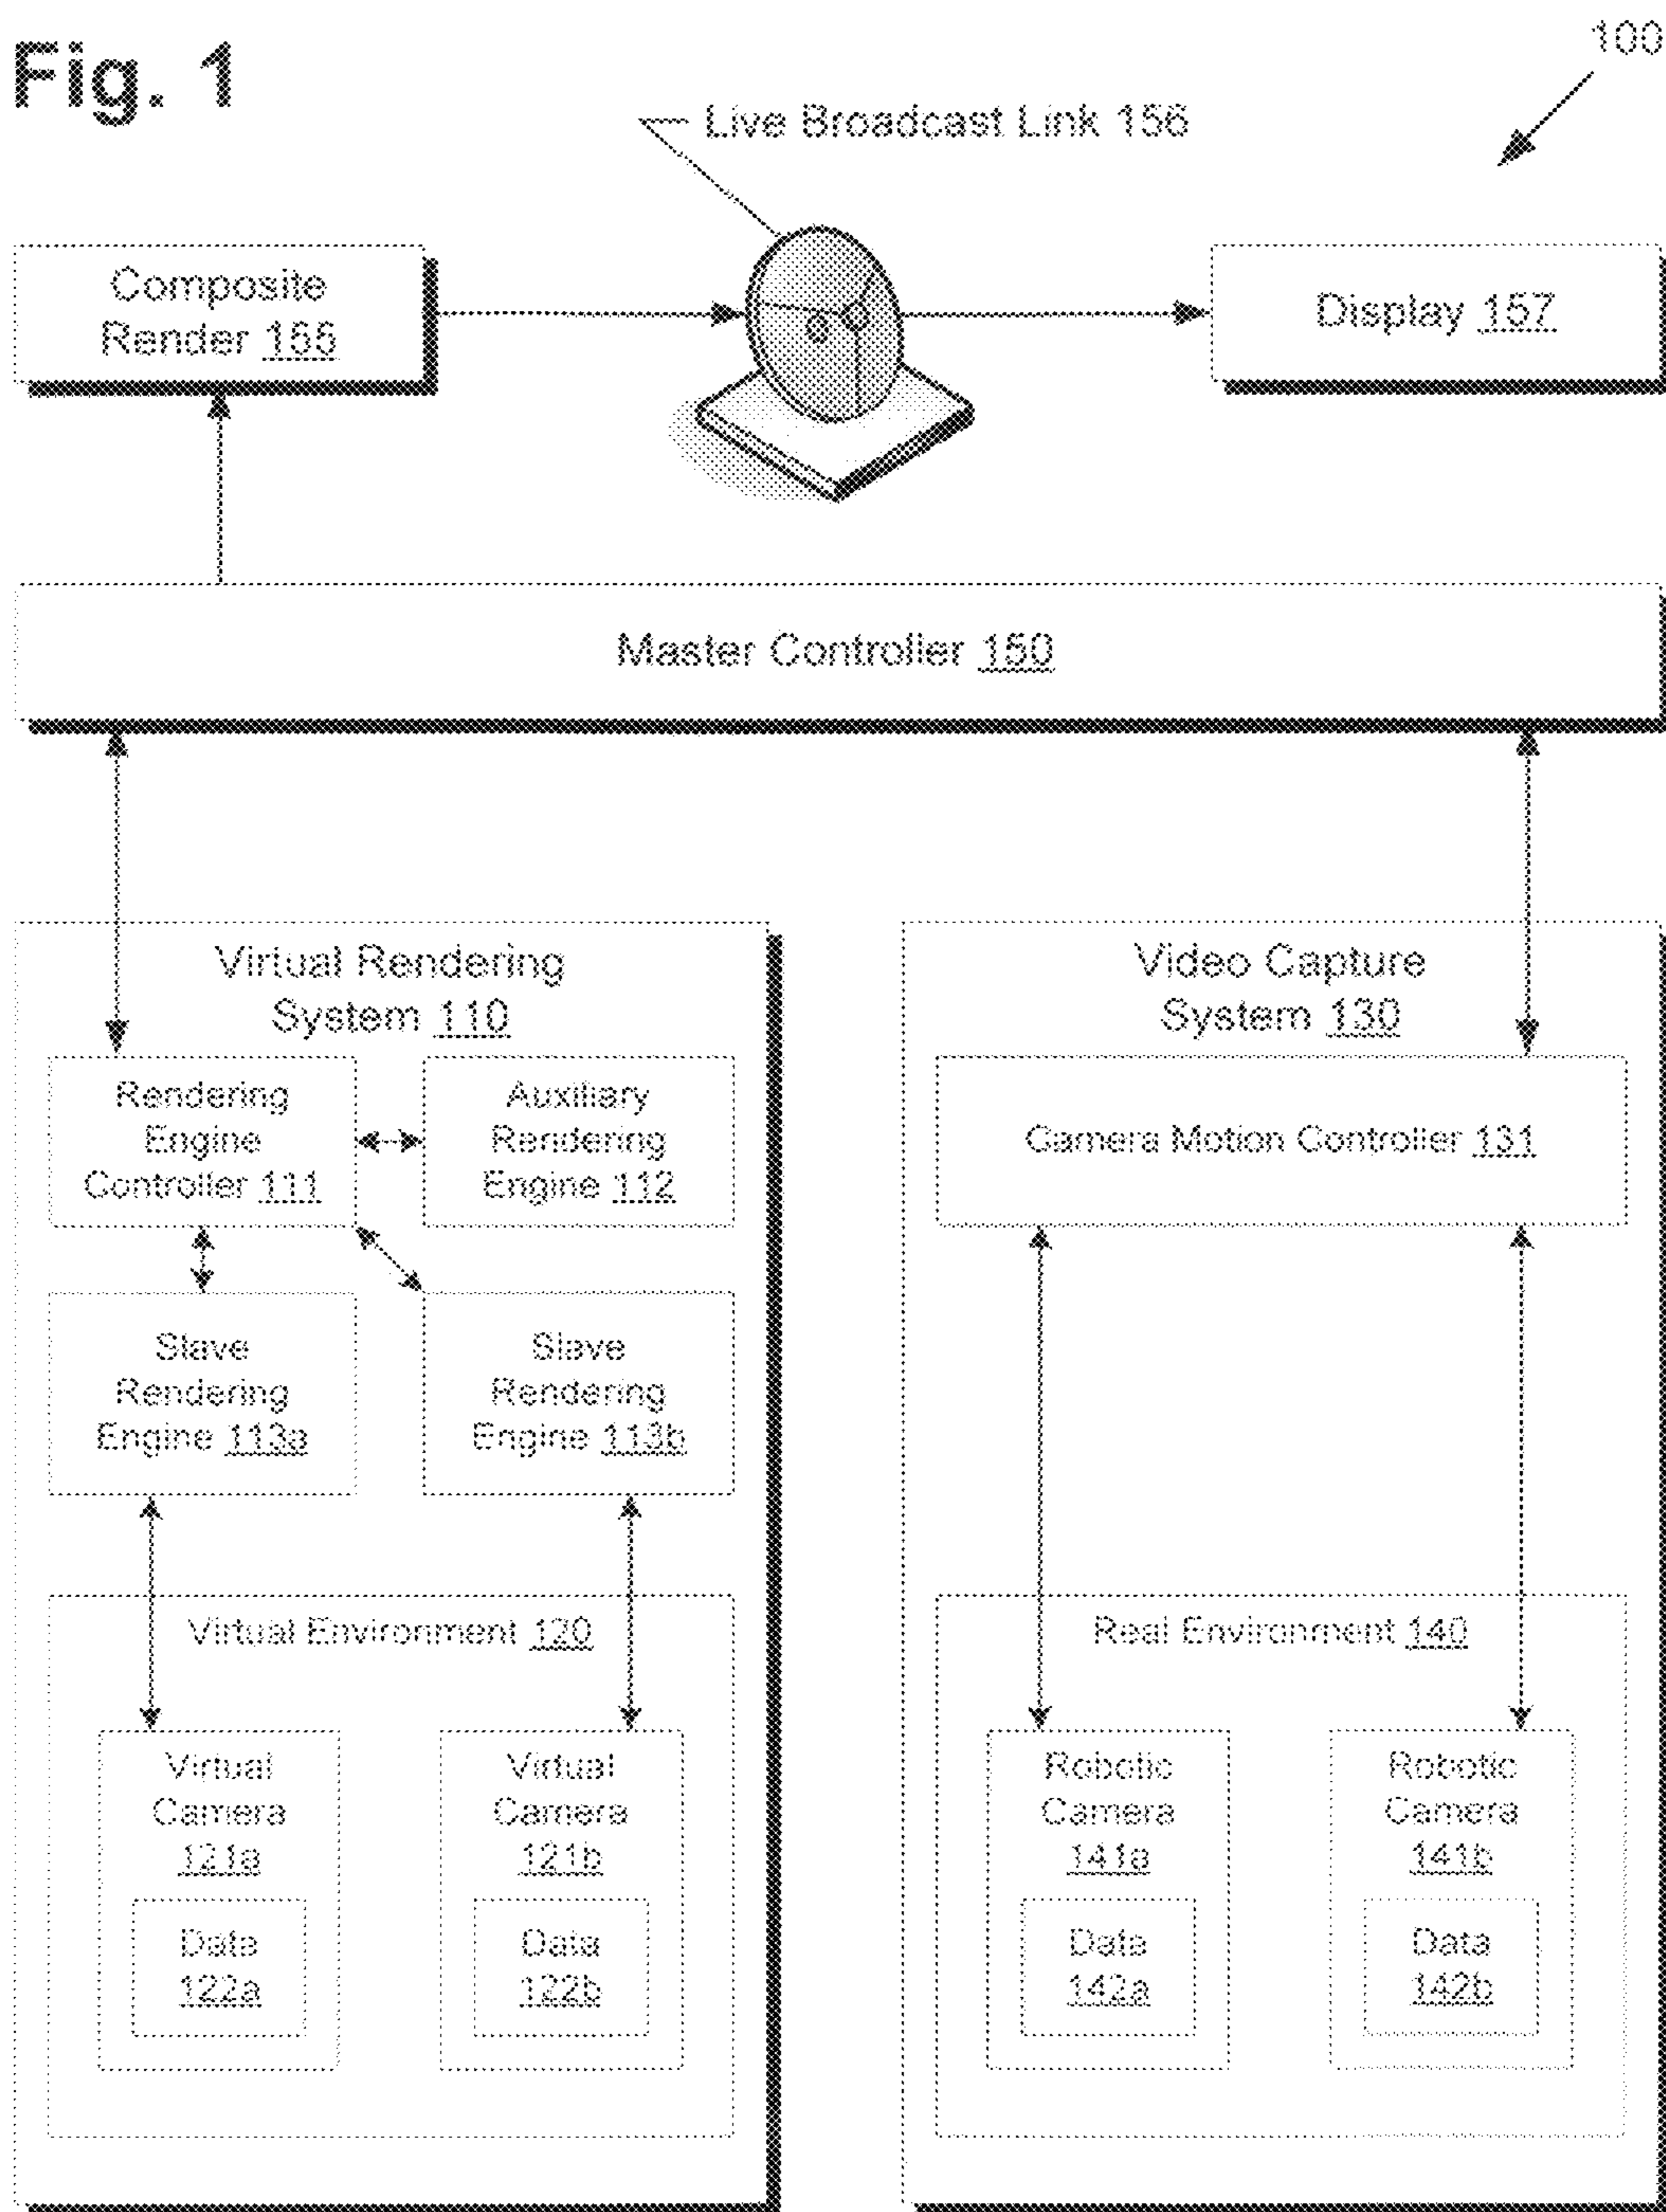 Fig. 1
100
Live Broadcast Link 156
Composite
Render 155
Display 157
Master Controller 150
Virtual Rendering
System 110
Rendering
Engine
Controller 111
Auxiliary
Rendering
Engine 112
Slave
Rendering
Engine 113a
Slave
Rendering
Engine 113b
Virtual Environment 120
Virtual
Camera
121a
Data
122a
Virtual
Camera
121b
Data
122b
Video Capture
System 130
Camera Motion Controller 131
Real Environment 140
Robotic
Camera
141a
Data
142a
Robotic
Camera
141b
Data
142b